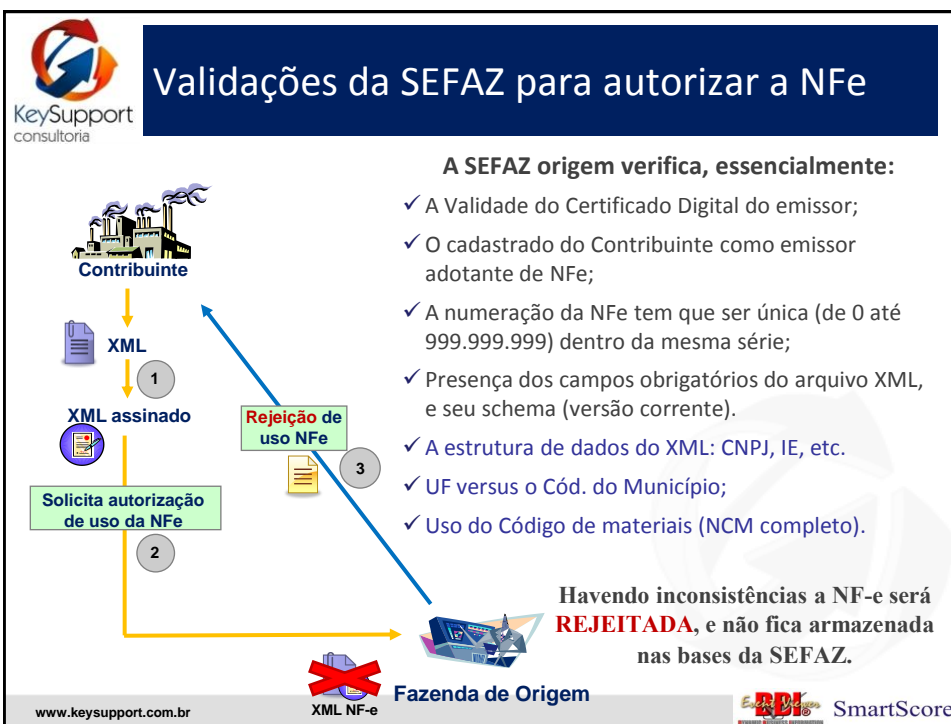 KeySupport
consultoria
Validações da SEFAZ para autorizar a NFe
A SEFAZ origem verifica, essencialmente:
✓ A Validade do Certificado Digital do emissor;
✓ O cadastrado do Contribuinte como emissor
adotante de NFe;
✓ A numeração da NFe tem que ser única (de 0 até
999.999.999) dentro da mesma série;
✓ Presença dos campos obrigatórios do arquivo XML,
e seu schema (versão corrente).
✓ A estrutura de dados do XML: CNPJ, IE, etc.
✓ UF versus o Cód. do Município;
✓ Uso do Código de materiais (NCM completo).
Contribuinte
XML
1
XML assinado
Solicita autorização
de uso da NFe
2
Rejeição de
uso NFe
3
Havendo inconsistências a NF-e será
REJEITADA, e não fica armazenada
nas bases da SEFAZ.
Fazenda de Origem
XML NF-e
www.keysupport.com.br
BDI
SmartScore